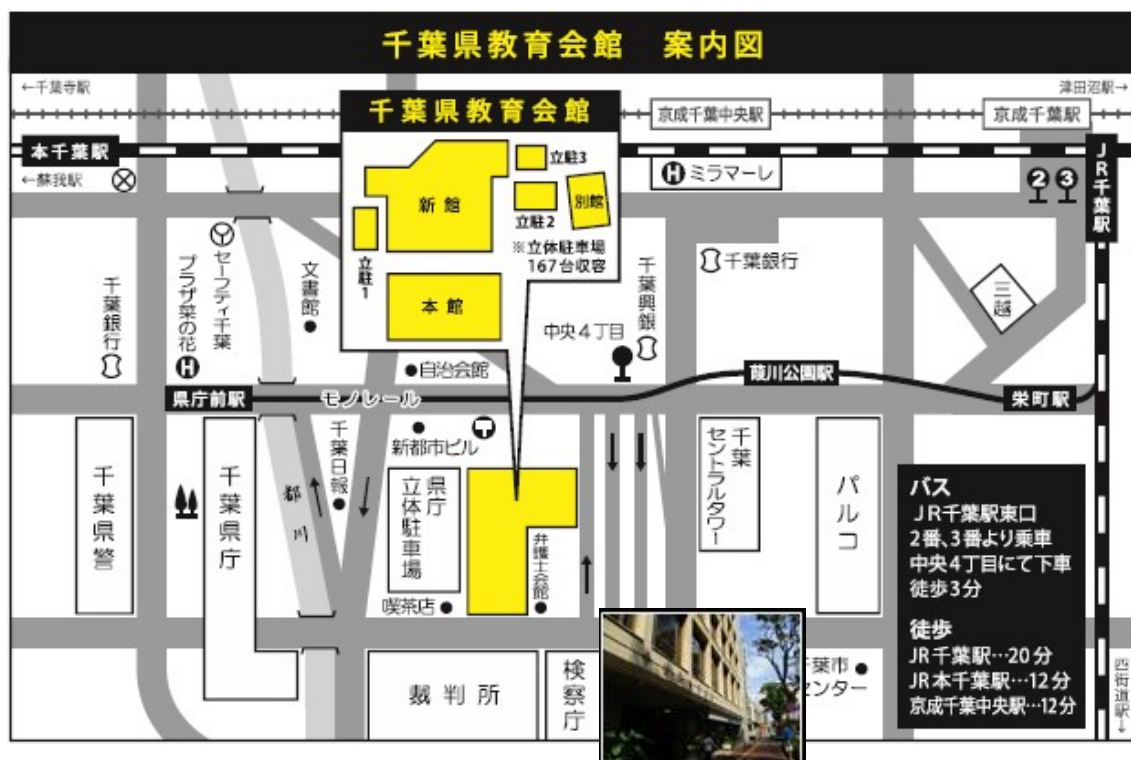 千葉県教育会館 案内図
←千葉寺駅
津田沼駅→
京成千葉中央駅
京成千葉駅
本千葉駅
←蘇我駅
JR千葉駅
Hミラマーレ
2 3
千葉県教育会館
新館
立駐3
立駐2
別館
立駐1
本館
※立体駐車場
167台収容
セーフティ千葉
プラザ菜の花
H
千葉銀行
文書館●
千葉興銀
千葉銀行
三越
中央4丁目
●自治会館
県庁前駅
モノレール
葭川公園駅
栄町駅
千葉県警
千葉県庁
都川
千葉日報●
新都市ビル
県庁
立体駐車場
喫茶店●
弁護士会館●
千葉
セントラルタワー
パルコ
裁判所
検察庁
千葉市●
センター
バス
JR千葉駅東口
2番、3番より乗車
中央4丁目にて下車
徒歩3分
徒歩
JR千葉駅…20分
JR本千葉駅…12分
京成千葉中央駅…12分
四街道駅→